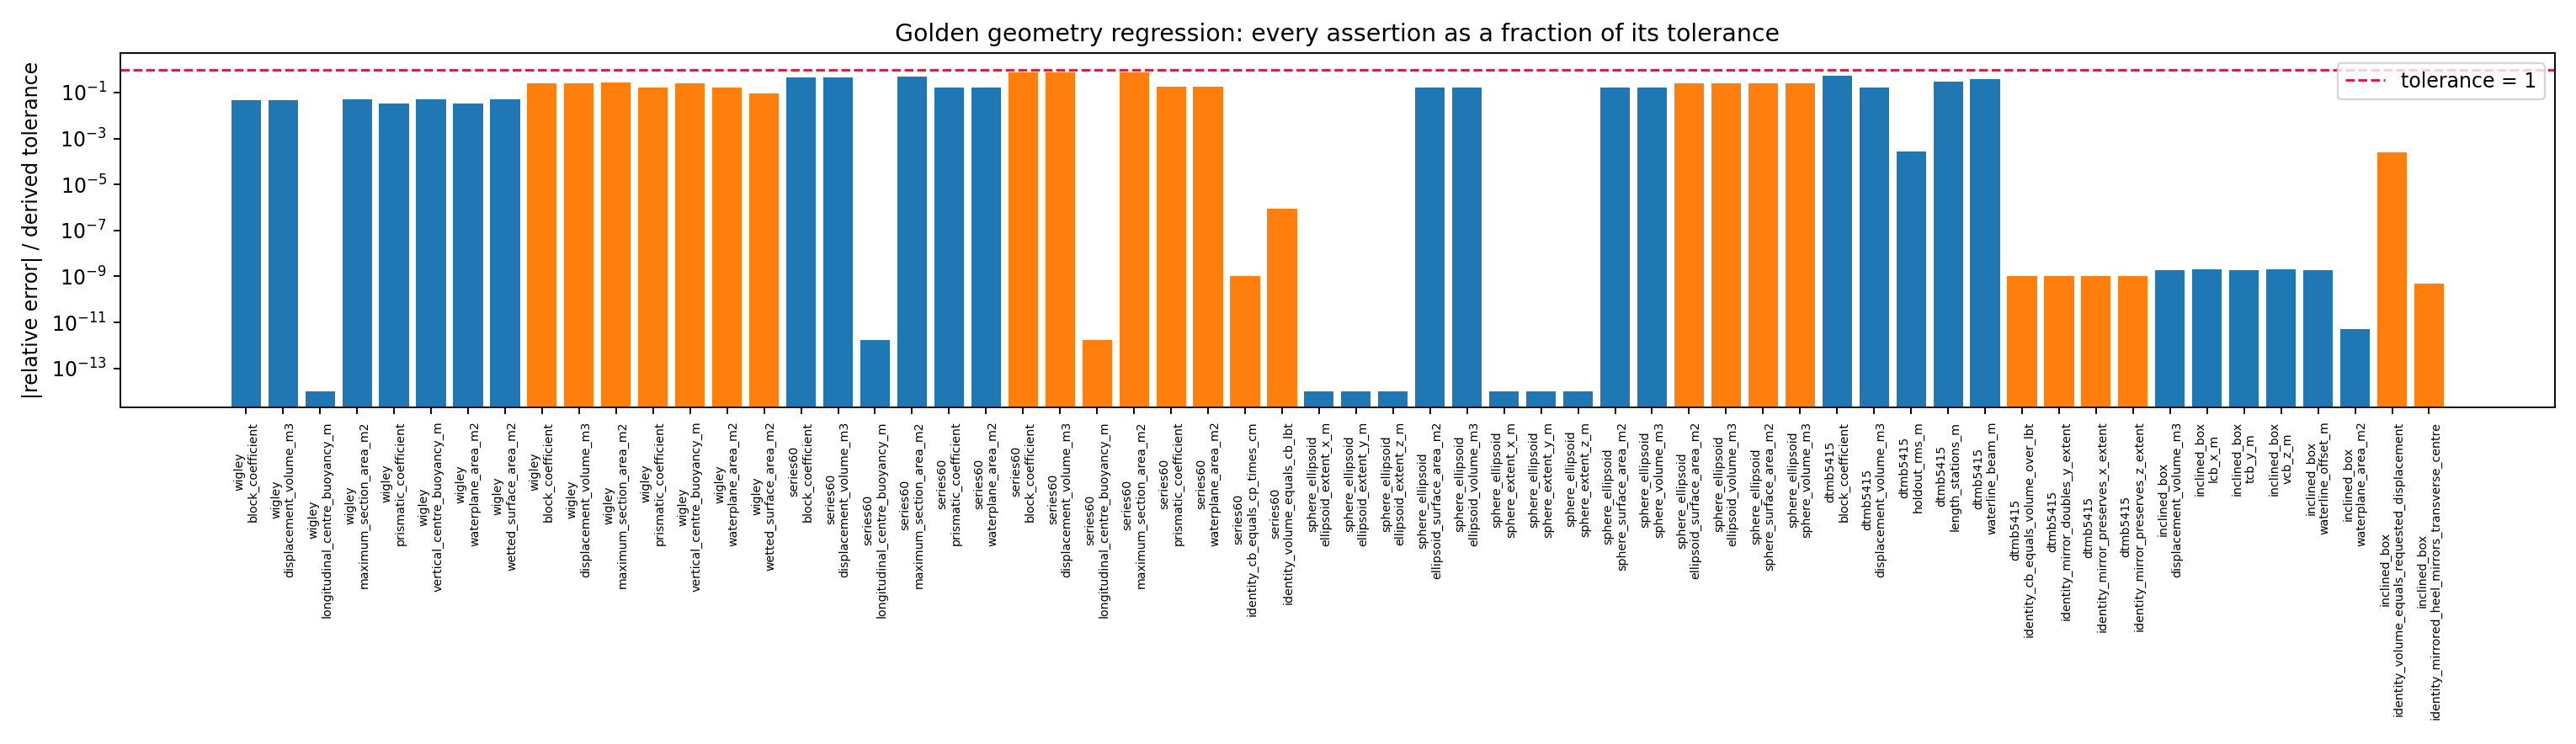 Golden geometry regression: every assertion as a fraction of its tolerance
|relative error| / derived tolerance
10⁻¹
10⁻³
10⁻⁵
10⁻⁷
10⁻⁹
10⁻¹¹
10⁻¹³
tolerance = 1
wigley
block_coefficient
wigley
displacement_volume_m3
wigley
longitudinal_centre_buoyancy_m
wigley
maximum_section_area_m2
wigley
prismatic_coefficient
wigley
vertical_centre_buoyancy_m
wigley
waterplane_area_m2
wigley
wetted_surface_area_m2
wigley
block_coefficient
wigley
displacement_volume_m3
wigley
maximum_section_area_m2
wigley
prismatic_coefficient
wigley
vertical_centre_buoyancy_m
wigley
waterplane_area_m2
wigley
wetted_surface_area_m2
series60
block_coefficient
series60
displacement_volume_m3
series60
longitudinal_centre_buoyancy_m
series60
maximum_section_area_m2
series60
prismatic_coefficient
series60
waterplane_area_m2
series60
block_coefficient
series60
displacement_volume_m3
series60
longitudinal_centre_buoyancy_m
series60
maximum_section_area_m2
series60
prismatic_coefficient
series60
waterplane_area_m2
series60
identity_cb_equals_cp_times_cm
series60
identity_volume_equals_cb_lbt
sphere_ellipsoid
ellipsoid_extent_x_m
sphere_ellipsoid
ellipsoid_extent_y_m
sphere_ellipsoid
ellipsoid_extent_z_m
sphere_ellipsoid
ellipsoid_surface_area_m2
sphere_ellipsoid
ellipsoid_volume_m3
sphere_ellipsoid
sphere_extent_x_m
sphere_ellipsoid
sphere_extent_y_m
sphere_ellipsoid
sphere_extent_z_m
sphere_ellipsoid
sphere_surface_area_m2
sphere_ellipsoid
sphere_volume_m3
sphere_ellipsoid
ellipsoid_surface_area_m2
sphere_ellipsoid
ellipsoid_volume_m3
sphere_ellipsoid
sphere_surface_area_m2
sphere_ellipsoid
sphere_volume_m3
dtmb5415
block_coefficient
dtmb5415
displacement_volume_m3
dtmb5415
holdout_rms_m
dtmb5415
length_stations_m
dtmb5415
waterline_beam_m
dtmb5415
identity_cb_equals_volume_over_lbt
dtmb5415
identity_mirror_doubles_y_extent
dtmb5415
identity_mirror_preserves_x_extent
dtmb5415
identity_mirror_preserves_z_extent
inclined_box
displacement_volume_m3
inclined_box
lcb_x_m
inclined_box
tcb_y_m
inclined_box
vcb_z_m
inclined_box
waterline_offset_m
inclined_box
waterplane_area_m2
inclined_box
identity_volume_equals_requested_displacement
inclined_box
identity_mirrored_heel_mirrors_transverse_centre